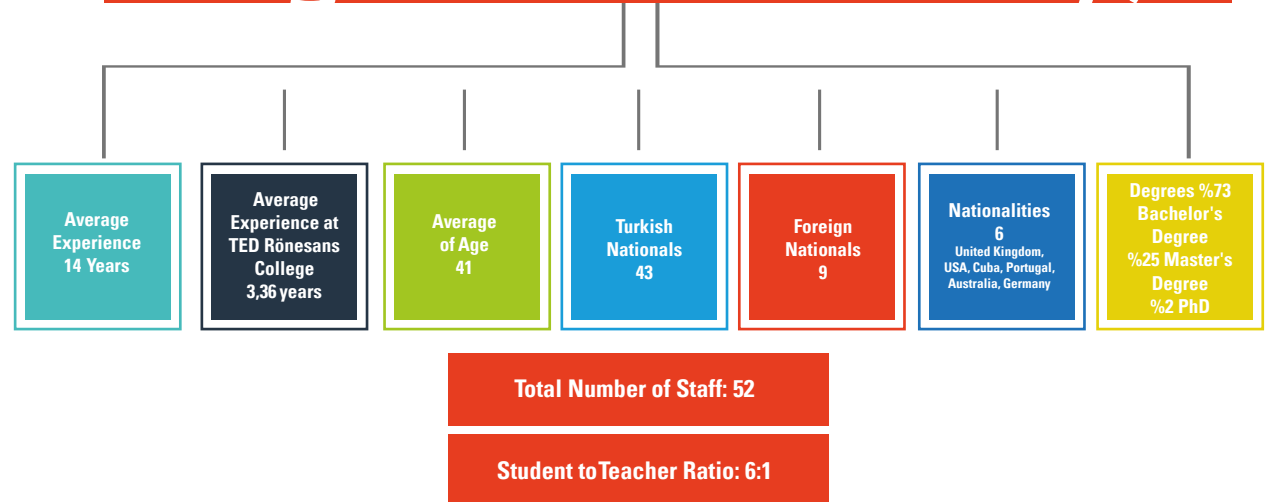 Average
Experience
14 Years
Average
Experience at
TED Rönesans
College
3,36 years
Average
of Age
41
Turkish
Nationals
43
Foreign
Nationals
9
Nationalities
6
United Kingdom,
USA, Cuba, Portugal,
Australia, Germany
Degrees %73
Bachelor's
Degree
%25 Master's
Degree
%2 PhD
Total Number of Staff: 52
Student to Teacher Ratio: 6:1